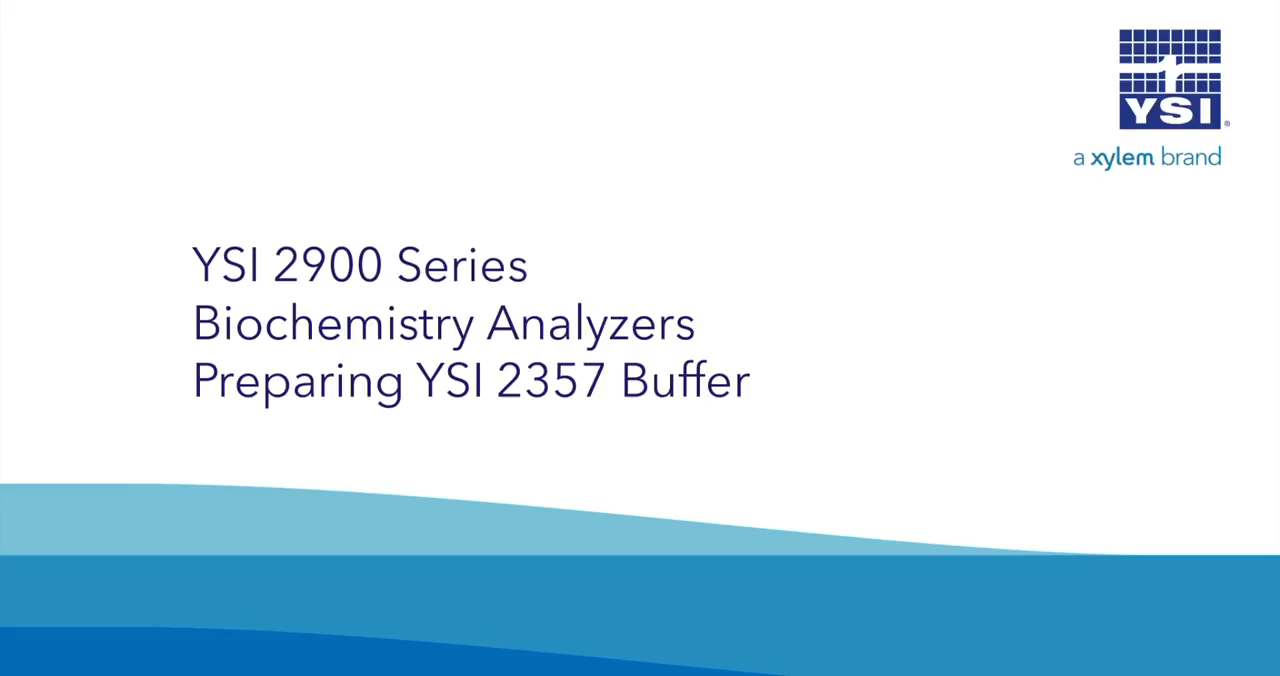 YSI®
a xylem brand
YSI 2900 Series
Biochemistry Analyzers
Preparing YSI 2357 Buffer